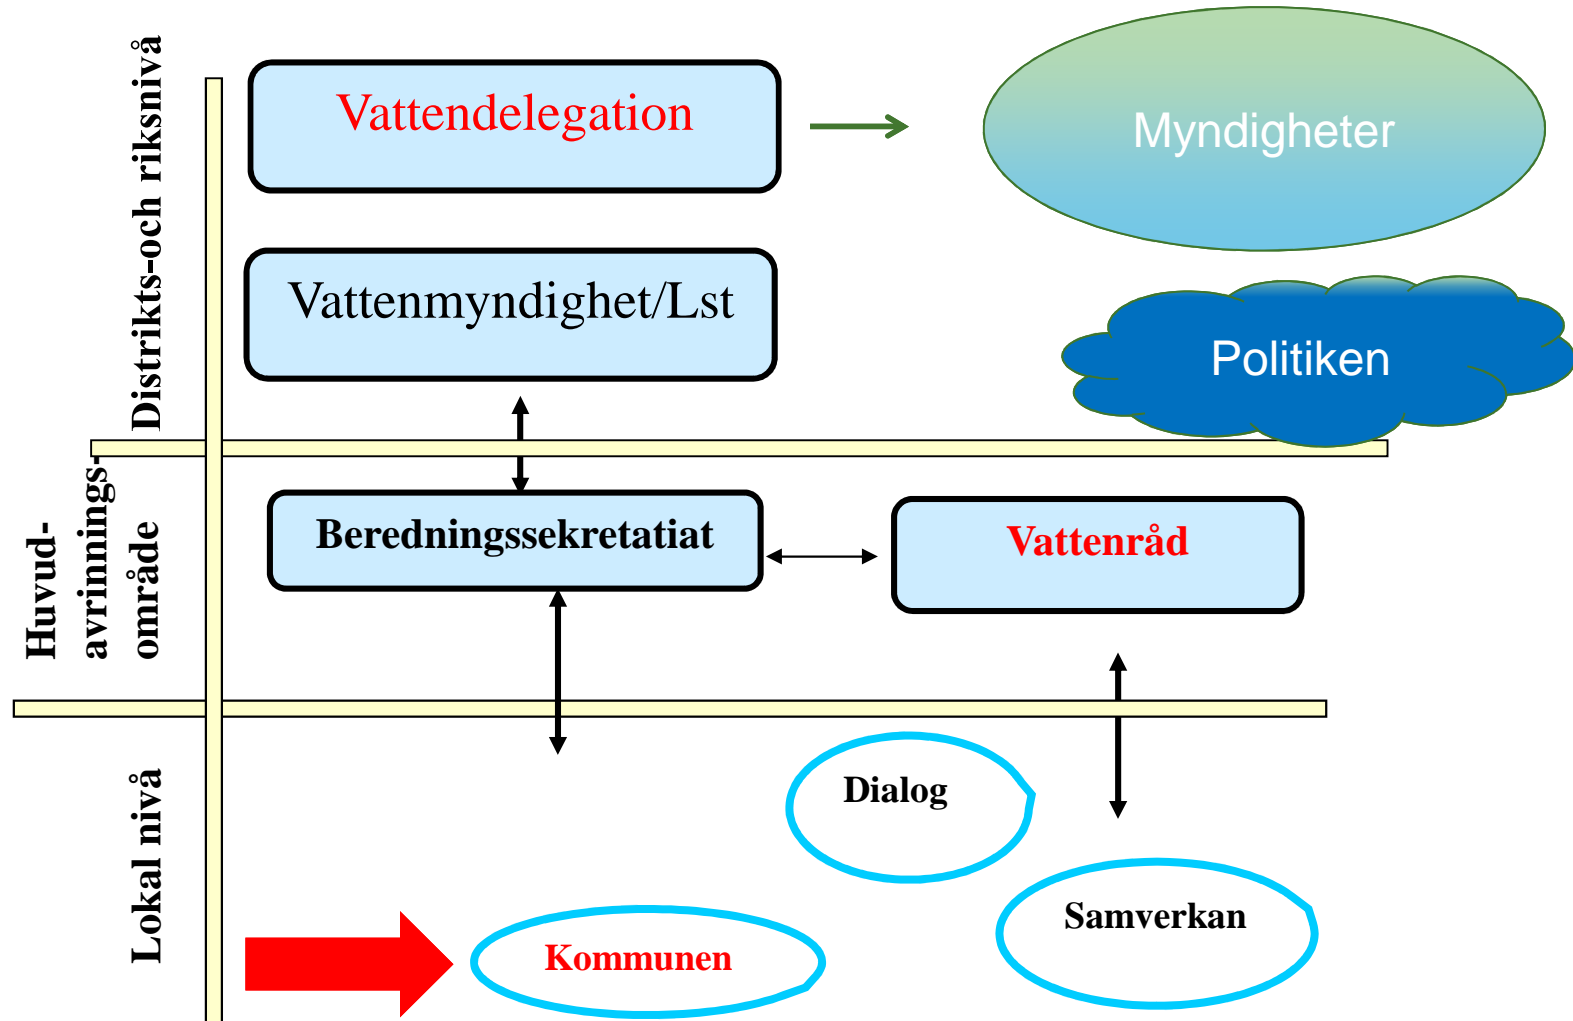 Distrikts-och riksnivå
Vattendelegation
Myndigheter
Vattenmyndighet/Lst
Politiken
Huvud-
avrinnings-
område
Beredningssekretatiat
Vattenråd
Lokal nivå
Dialog
Samverkan
Kommunen